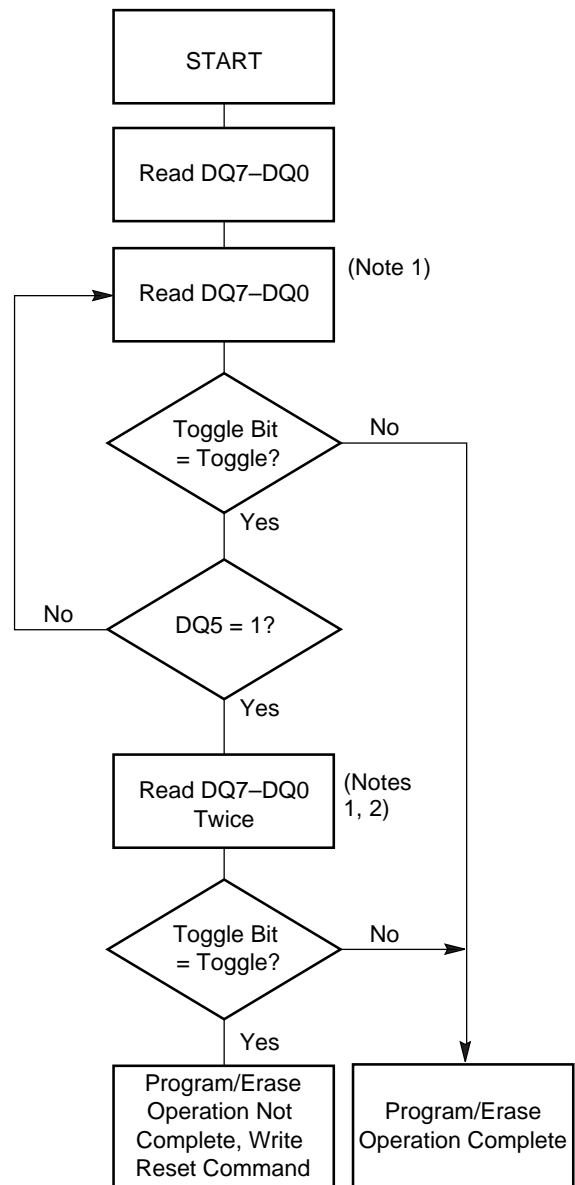 START
Read DQ7–DQ0
Read DQ7–DQ0
(Note 1)
Toggle Bit
= Toggle?
No
Yes
No
DQ5 = 1?
Yes
Read DQ7–DQ0
Twice
(Notes
1, 2)
Toggle Bit
= Toggle?
No
Yes
Program/Erase
Operation Not
Complete, Write
Reset Command
Program/Erase
Operation Complete